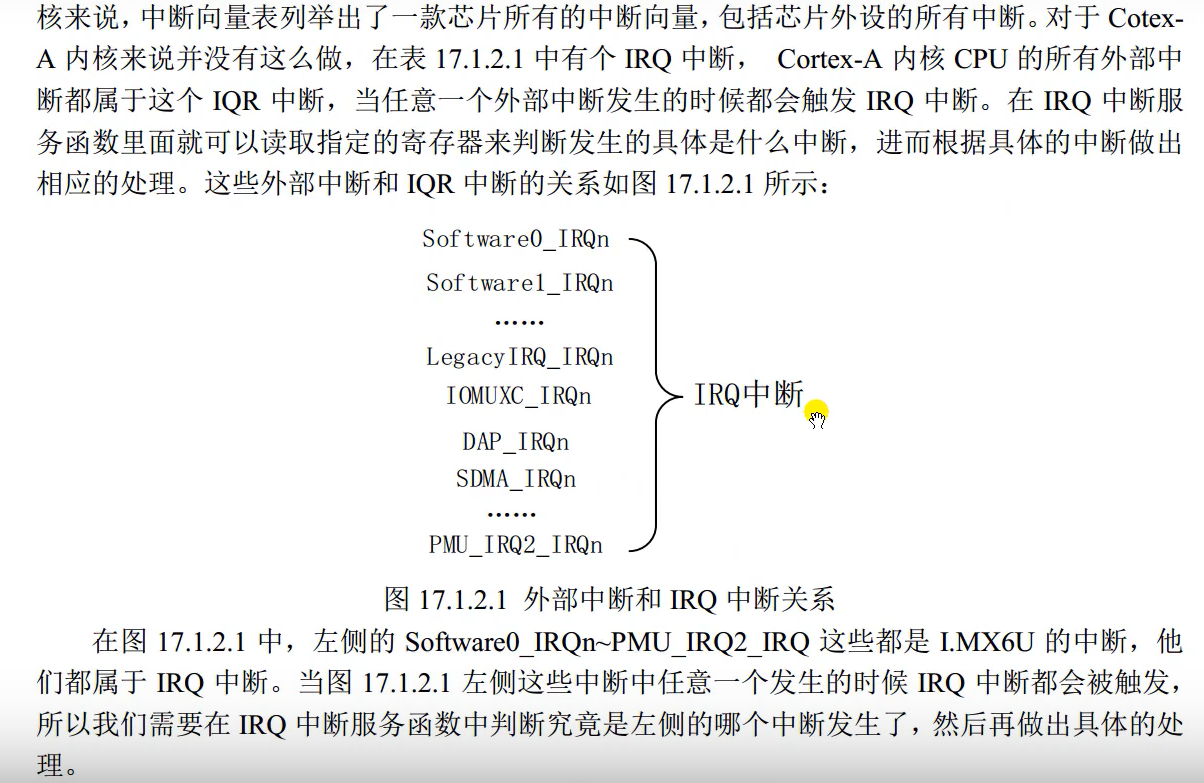 核来说，中断向量表列举出了一款芯片所有的中断向量，包括芯片外设的所有中断。对于 Cotex-
A 内核来说并没有这么做，在表 17.1.2.1 中有个 IRQ 中断， Cortex-A 内核 CPU 的所有外部中
断都属于这个 IQR 中断，当任意一个外部中断发生的时候都会触发 IRQ 中断。在 IRQ 中断服
务函数里面就可以读取指定的寄存器来判断发生的具体是什么中断，进而根据具体的中断做出
相应的处理。这些外部中断和 IQR 中断的关系如图 17.1.2.1 所示：
Software0_IRQn
Software1_IRQn
……
LegacyIRQ_IRQn
IOMUXC_IRQn
IRQ中断
DAP_IRQn
SDMA_IRQn
……
PMU_IRQ2_IRQn
图 17.1.2.1 外部中断和 IRQ 中断关系
在图 17.1.2.1 中，左侧的 Software0_IRQn~PMU_IRQ2_IRQ 这些都是 I.MX6U 的中断，他
们都属于 IRQ 中断。当图 17.1.2.1 左侧这些中断中任意一个发生的时候 IRQ 中断都会被触发，
所以我们需要在 IRQ 中断服务函数中判断究竟是左侧的哪个中断发生了，然后再做出具体的处
理。